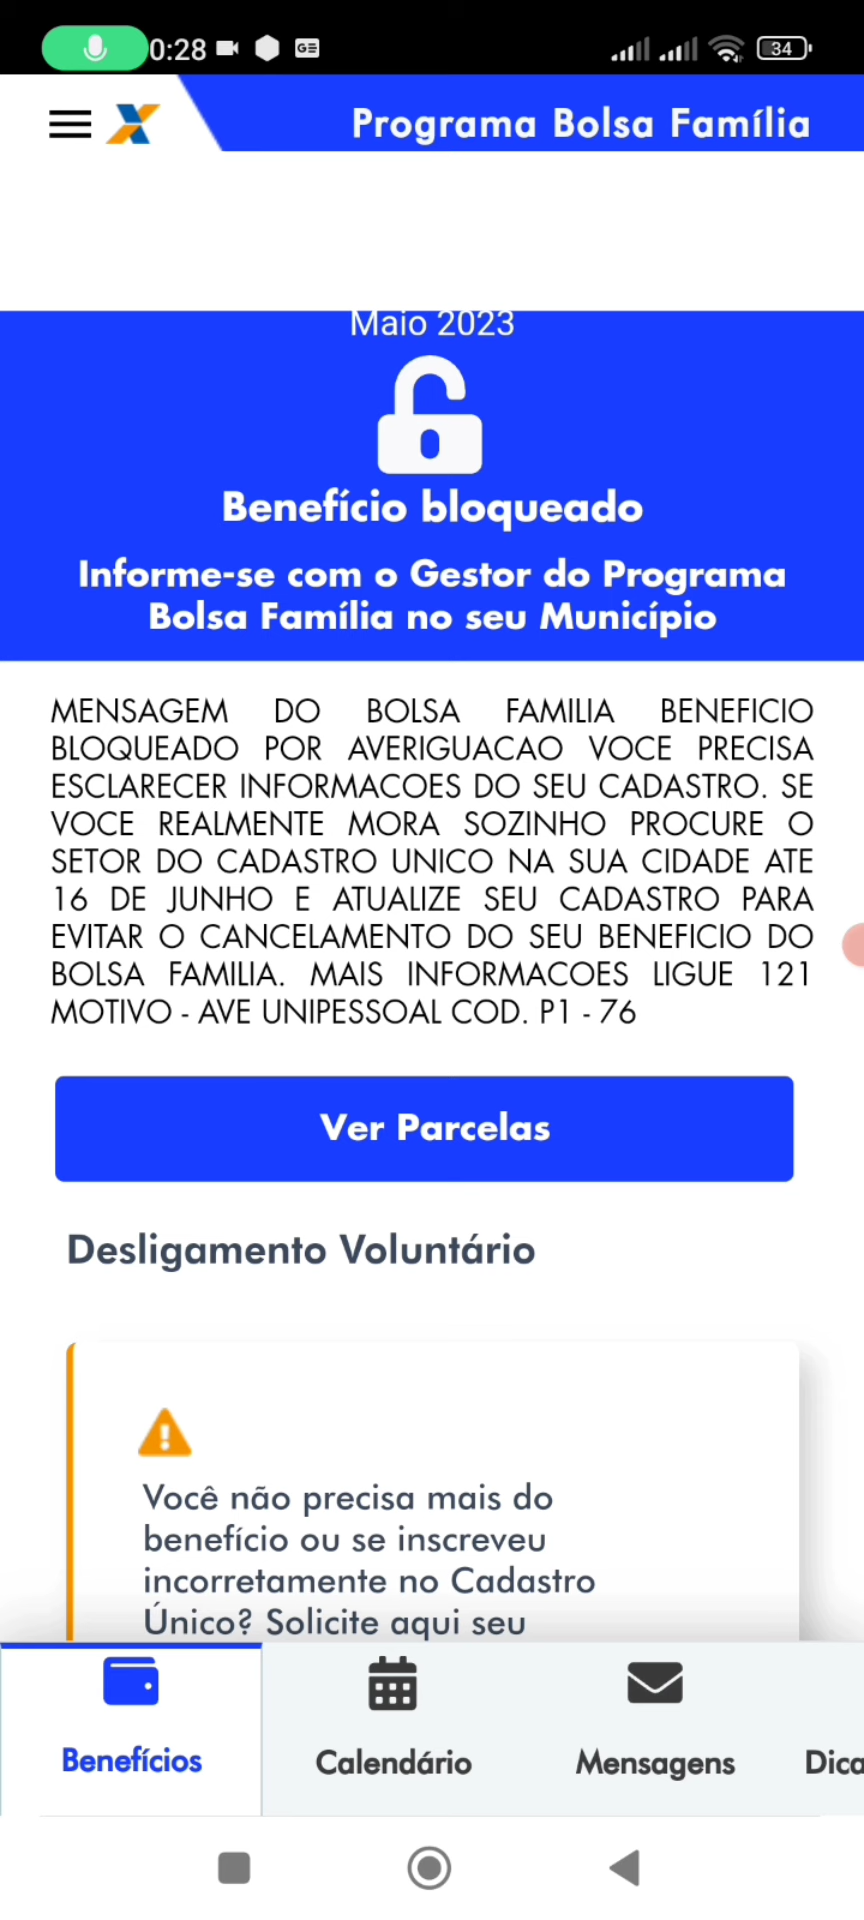 0:28
34
Programa Bolsa Família
Maio 2023
Benefício bloqueado
Informe-se com o Gestor do Programa
Bolsa Família no seu Município
MENSAGEM DO BOLSA FAMILIA BENEFICIO
BLOQUEADO POR AVERIGUACAO VOCE PRECISA
ESCLARECER INFORMACOES DO SEU CADASTRO. SE
VOCE REALMENTE MORA SOZINHO PROCURE O
SETOR DO CADASTRO UNICO NA SUA CIDADE ATE
16 DE JUNHO E ATUALIZE SEU CADASTRO PARA
EVITAR O CANCELAMENTO DO SEU BENEFICIO DO
BOLSA FAMILIA. MAIS INFORMACOES LIGUE 121
MOTIVO - AVE UNIPESSOAL COD. P1 - 76
Ver Parcelas
Desligamento Voluntário
Você não precisa mais do
benefício ou se inscreveu
incorretamente no Cadastro
Único? Solicite aqui seu
Benefícios
Calendário
Mensagens
Dica